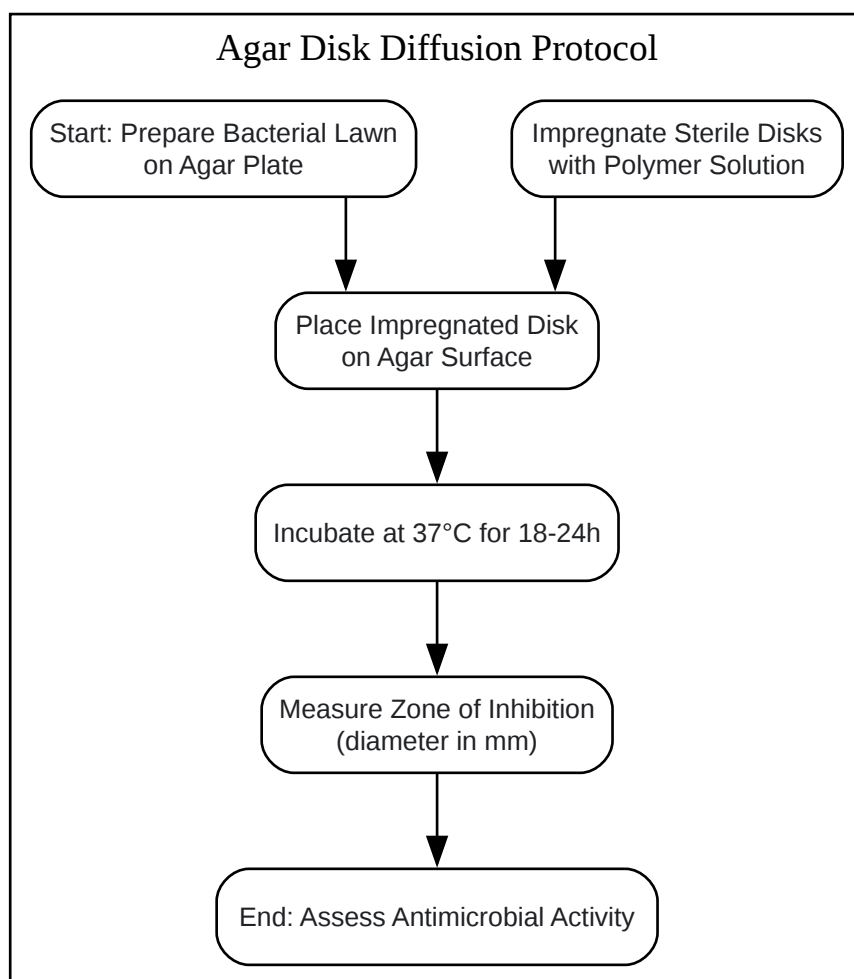 Agar Disk Diffusion Protocol
Start: Prepare Bacterial Lawn
on Agar Plate
Impregnate Sterile Disks
with Polymer Solution
Place Impregnated Disk
on Agar Surface
Incubate at 37°C for 18-24h
Measure Zone of Inhibition
(diameter in mm)
End: Assess Antimicrobial Activity